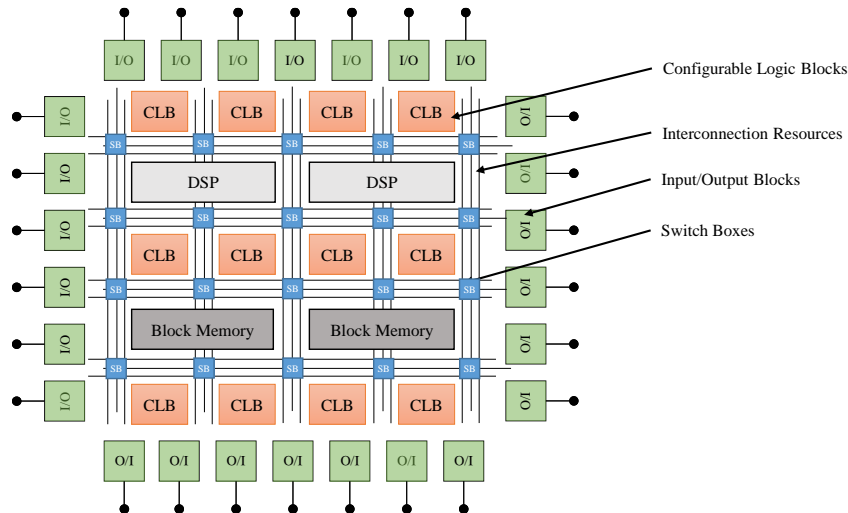 I/O I/O I/O I/O I/O I/O I/O
Configurable Logic Blocks
I/O CLB CLB CLB CLB O/I
Interconnection Resources
SB SB SB SB SB
I/O DSP DSP O/I
Input/Output Blocks
SB SB SB SB SB
I/O O/I
Switch Boxes
CLB CLB CLB CLB
I/O SB SB SB SB SB O/I
I/O Block Memory Block Memory O/I
SB SB SB SB SB
I/O CLB CLB CLB CLB O/I
O/I O/I O/I O/I O/I O/I O/I